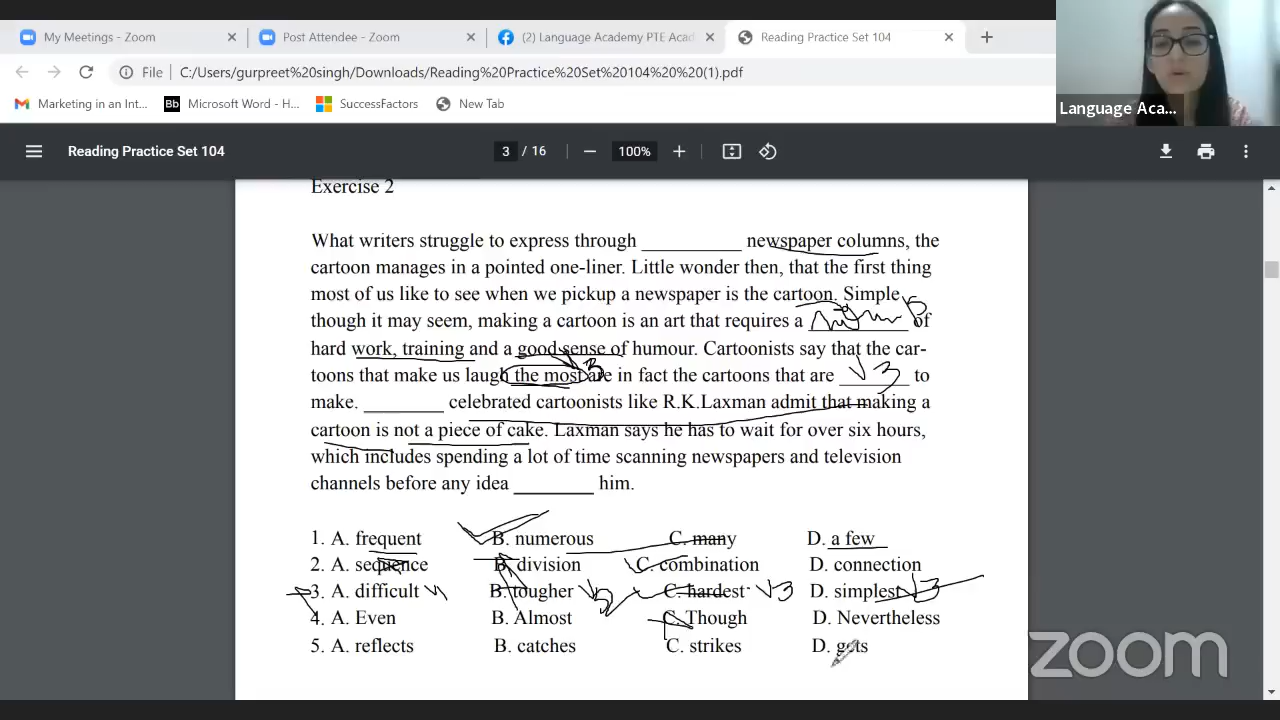 My Meetings - Zoom
Post Attendee - Zoom
(2) Language Academy PTE Acad
Reading Practice Set 104
File
C:/Users/gurpreet%20singh/Downloads/Reading%20Practice%20Set%20104%20%20(1).pdf
Language Aca...
Marketing in an Int...
Bb
Microsoft Word - H...
SuccessFactors
New Tab
Reading Practice Set 104
3 / 16
100%
Exercise 2
What writers struggle to express through __________ newspaper columns, the
cartoon manages in a pointed one-liner. Little wonder then, that the first thing
most of us like to see when we pickup a newspaper is the cartoon. Simple
though it may seem, making a cartoon is an art that requires a __________ of
hard work, training and a good sense of humour. Cartoonists say that the car-
toons that make us laugh the most are in fact the cartoons that are _______ to
make. ________ celebrated cartoonists like R.K.Laxman admit that making a
cartoon is not a piece of cake. Laxman says he has to wait for over six hours,
which includes spending a lot of time scanning newspapers and television
channels before any idea ________ him.
1. A. frequent B. numerous C. many D. a few
2. A. sequence B. division C. combination D. connection
3. A. difficult B. tougher V2 C. hardest V3 D. simplest V3
4. A. Even B. Almost C. Though D. Nevertheless
5. A. reflects B. catches C. strikes D. gets
zoom